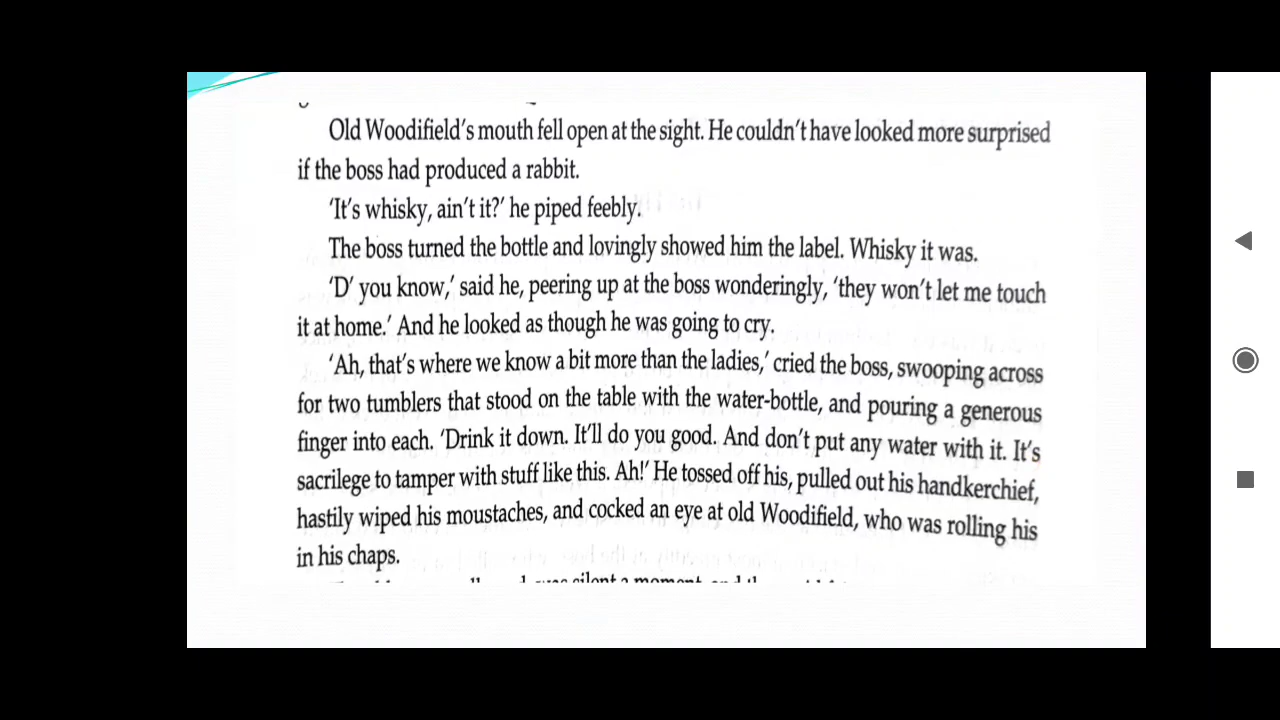 Old Woodifield's mouth fell open at the sight. He couldn't have looked more surprised
if the boss had produced a rabbit.
'It's whisky, ain't it?' he piped feebly.
The boss turned the bottle and lovingly showed him the label. Whisky it was.
'D' you know,' said he, peering up at the boss wonderingly, 'they won't let me touch
it at home.' And he looked as though he was going to cry.
'Ah, that's where we know a bit more than the ladies,' cried the boss, swooping across
for two tumblers that stood on the table with the water-bottle, and pouring a generous
finger into each. 'Drink it down. It'll do you good. And don't put any water with it. It's
sacrilege to tamper with stuff like this. Ah!' He tossed off his, pulled out his handkerchief,
hastily wiped his moustaches, and cocked an eye at old Woodifield, who was rolling his
in his chaps.
silent a moment